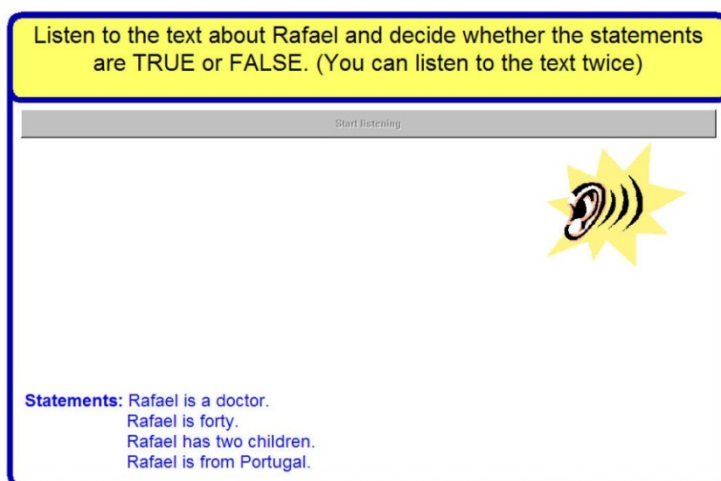 Listen to the text about Rafael and decide whether the statements
are TRUE or FALSE. (You can listen to the text twice)
Start listening
Statements: Rafael is a doctor.
Rafael is forty.
Rafael has two children.
Rafael is from Portugal.